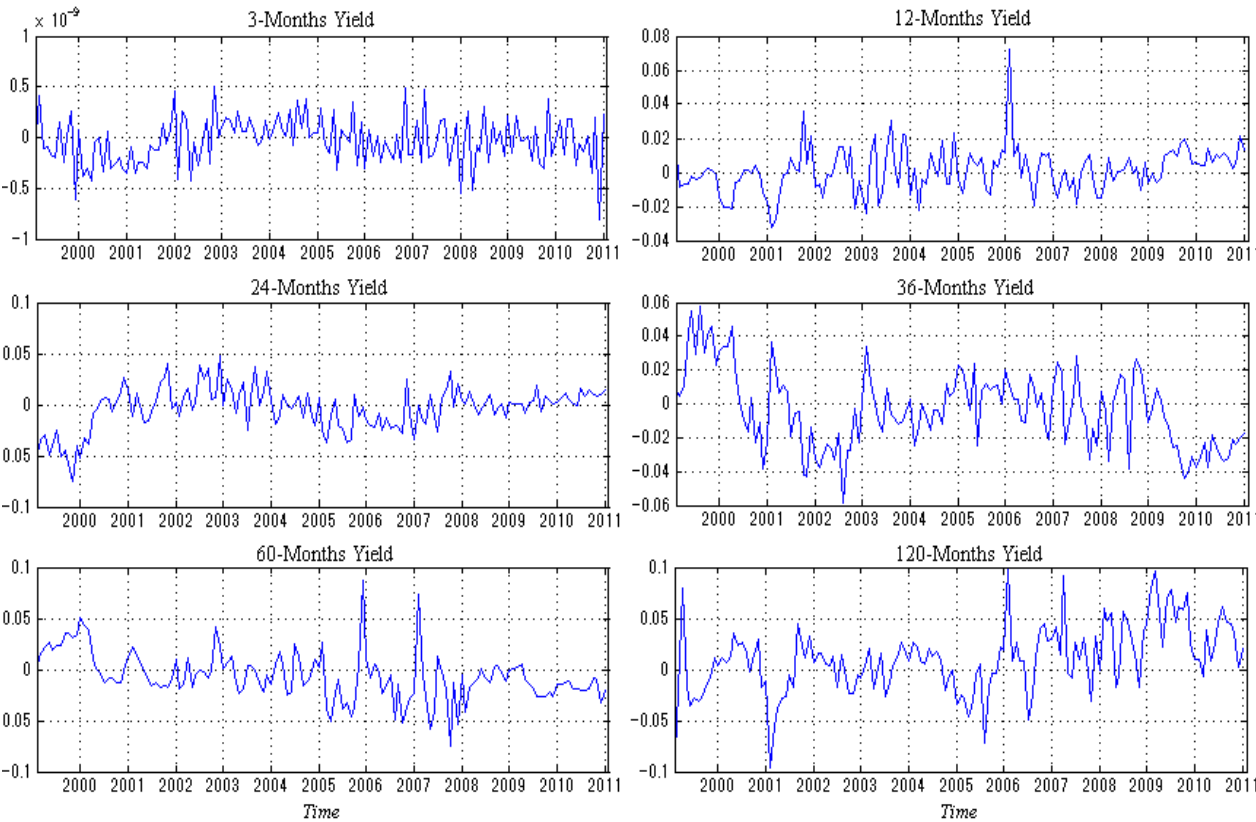 × 10⁻⁹
3-Months Yield
1
0.5
0
−0.5
−1
2000 2001 2002 2003 2004 2005 2006 2007 2008 2009 2010 2011
12-Months Yield
0.08
0.06
0.04
0.02
0
−0.02
−0.04
2000 2001 2002 2003 2004 2005 2006 2007 2008 2009 2010 2011
24-Months Yield
0.1
0.05
0
0.05
−0.1
2000 2001 2002 2003 2004 2005 2006 2007 2008 2009 2010 2011
36-Months Yield
0.06
0.04
0.02
0
−0.02
−0.04
−0.06
2000 2001 2002 2003 2004 2005 2006 2007 2008 2009 2010 2011
60-Months Yield
0.1
0.05
0
0.05
−0.1
2000 2001 2002 2003 2004 2005 2006 2007 2008 2009 2010 2011
Time
120-Months Yield
0.1
0.05
0
0.05
−0.1
2000 2001 2002 2003 2004 2005 2006 2007 2008 2009 2010 2011
Time